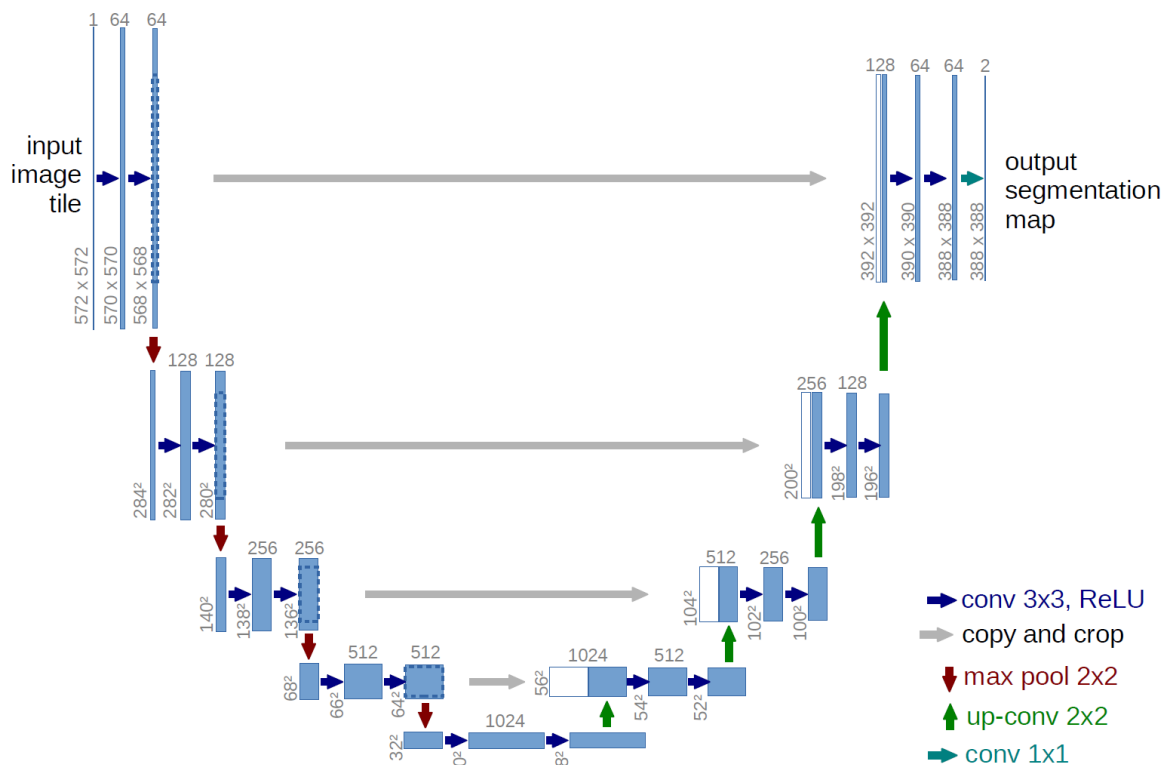 1 64 64
128 64 64 2
input
image
tile
output
segmentation
map
572 x 572
570 x 570
568 x 568
392 x 392
390 x 390
388 x 388
388 x 388
128 128
256 128
284²
282²
280²
200²
198²
196²
256 256
512 256
140²
138²
136²
104²
102²
100²
512 512
1024 512
68²
66²
64²
56²
54²
52²
1024
32²
conv 3x3, ReLU
copy and crop
max pool 2x2
up-conv 2x2
conv 1x1